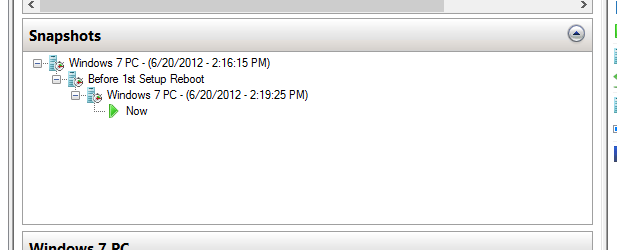 Snapshots
Windows 7 PC - (6/20/2012 - 2:16:15 PM)
Before 1st Setup Reboot
Windows 7 PC - (6/20/2012 - 2:19:25 PM)
Now
Windows 7 PC